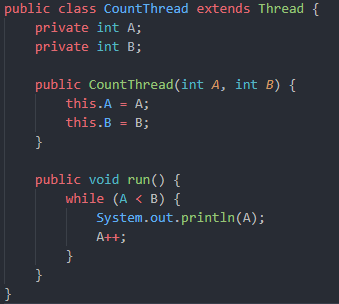 public class CountThread extends Thread {
    private int A;
    private int B;

    public CountThread(int A, int B) {
        this.A = A;
        this.B = B;
    }

    public void run() {
        while (A < B) {
            System.out.println(A);
            A++;
        }
    }
}